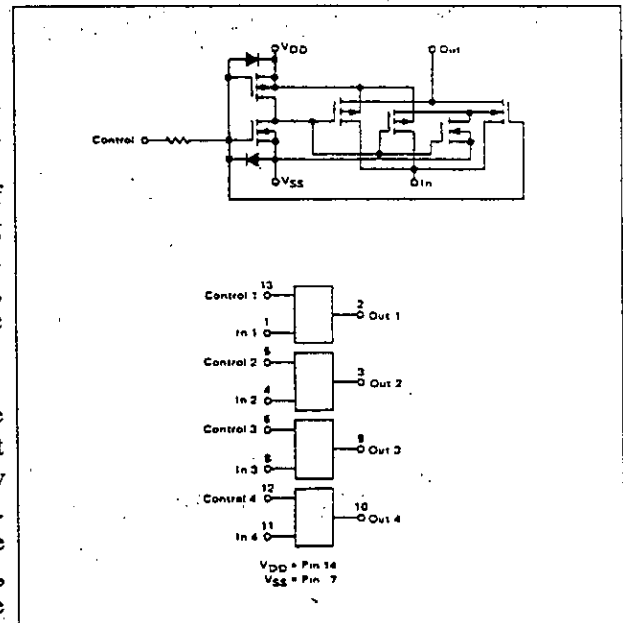 VDD
Out
Control
VSS
In
13
Control 1
2
Out 1
1
In 1
5
Control 2
3
Out 2
4
In 2
6
Control 3
9
Out 3
8
In 3
12
Control 4
10
Out 4
11
In 4
VDD = Pin 14
VSS = Pin 7